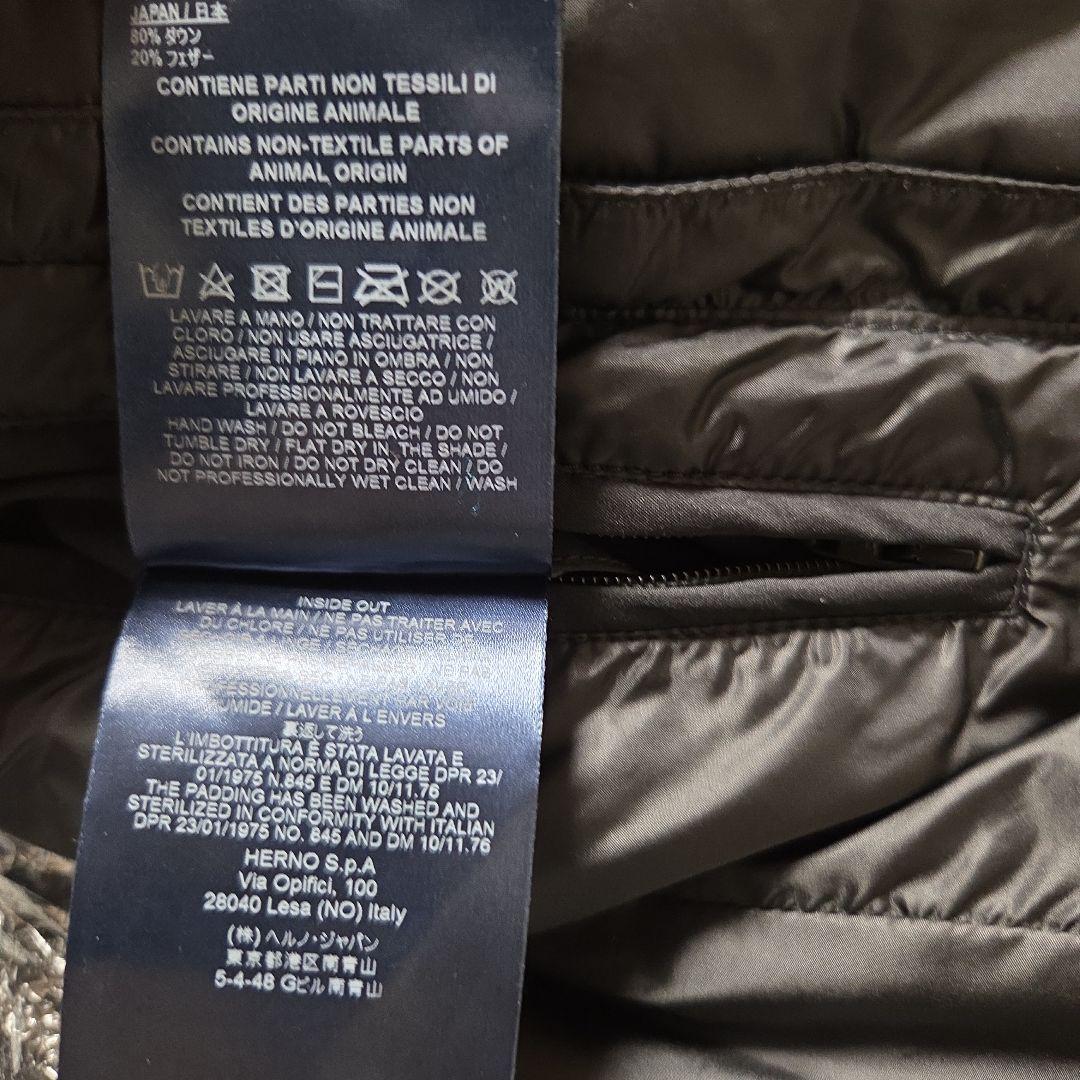 JAPAN / 日本
80% ダウン
20% フェザー
CONTIENE PARTI NON TESSILI DI
ORIGINE ANIMALE
CONTAINS NON-TEXTILE PARTS OF
ANIMAL ORIGIN
CONTIENT DES PARTIES NON
TEXTILES D'ORIGINE ANIMALE
LAVARE A MANO / NON TRATTARE CON
CLORO / NON USARE ASCIUGATRICE /
ASCIUGARE IN PIANO IN OMBRA / NON
STIRARE / NON LAVARE A SECCO / NON
LAVARE PROFESSIONALMENTE AD UMIDO /
LAVARE A ROVESCIO
HAND WASH / DO NOT BLEACH / DO NOT
TUMBLE DRY / FLAT DRY IN THE SHADE /
DO NOT IRON / DO NOT DRY CLEAN / DO
NOT PROFESSIONALLY WET CLEAN / WASH
INSIDE OUT
LAVER À LA MAIN / NE PAS TRAITER AVEC
DU CHLORE / NE PAS UTILISER DE
PROFESSIONNELLEMENT PAR VOIE
HUMIDE / LAVER À L'ENVERS
裏返して洗う
L'IMBOTTITURA È STATA LAVATA E
STERILIZZATA A NORMA DI LEGGE DPR 23/
01/1975 N.845 E DM 10/11.76
THE PADDING HAS BEEN WASHED AND
STERILIZED IN CONFORMITY WITH ITALIAN
DPR 23/01/1975 NO. 845 AND DM 10/11.76
HERNO S.p.A
Via Opifici, 100
28040 Lesa (NO) Italy
(株) ヘルノ・ジャパン
東京都港区南青山
5-4-48 Gビル南青山